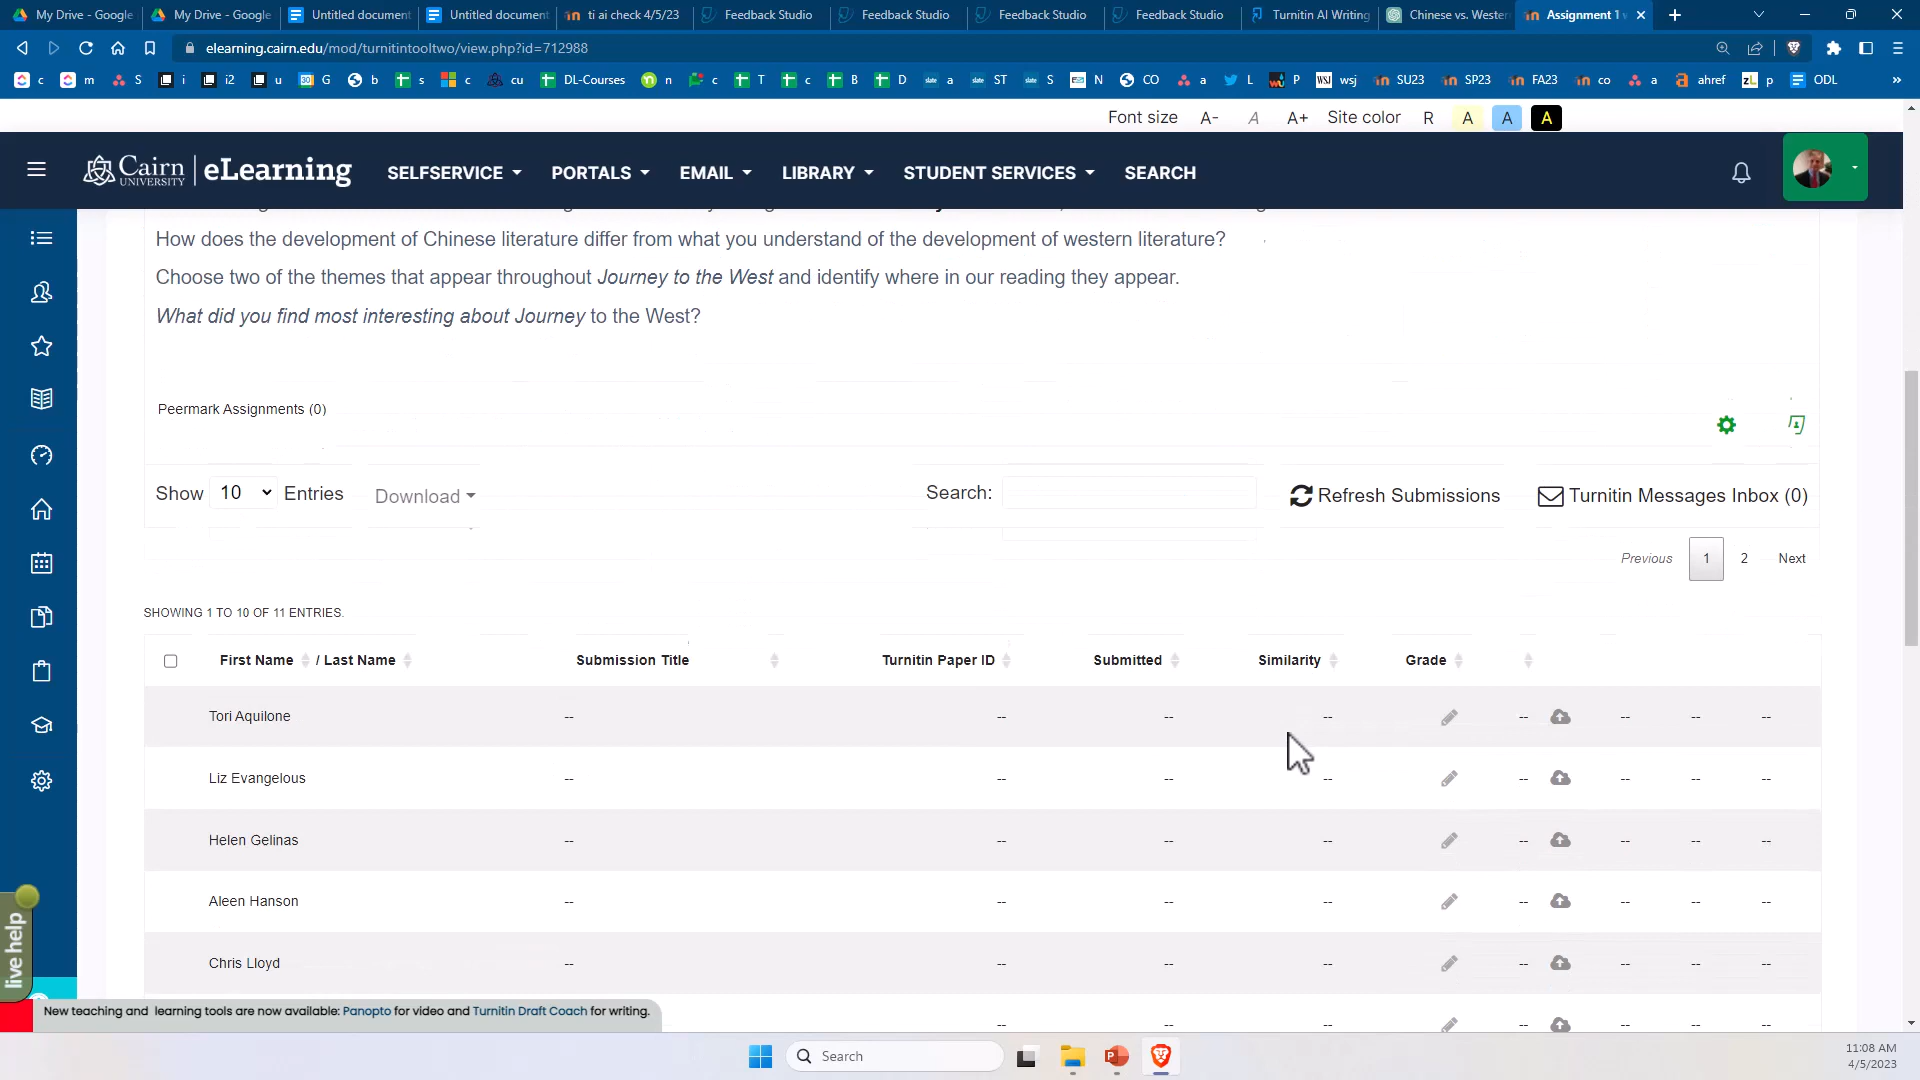 My Drive - Google
My Drive - Google
Untitled document
Untitled document
ti ai check 4/5/23
Feedback Studio
Feedback Studio
Feedback Studio
Feedback Studio
Turnitin AI Writing
Chinese vs. Western
Assignment 1
elearning.cairn.edu/mod/turnitintooltwo/view.php?id=712988
c m S i i2 u G b s c cu DL-Courses n c T c B D a ST S N CO a L P wsj SU23 SP23 FA23 co a ahref p ODL
Font size A- A A+ Site color R A A A
Cairn UNIVERSITY eLearning SELFSERVICE PORTALS EMAIL LIBRARY STUDENT SERVICES SEARCH
How does the development of Chinese literature differ from what you understand of the development of western literature?
Choose two of the themes that appear throughout Journey to the West and identify where in our reading they appear.
What did you find most interesting about Journey to the West?
Peermark Assignments (0)
Show 10 Entries Download Search: Refresh Submissions Turnitin Messages Inbox (0)
Previous 1 2 Next
SHOWING 1 TO 10 OF 11 ENTRIES.
First Name / Last Name Submission Title Turnitin Paper ID Submitted Similarity Grade
Tori Aquilone -- -- -- -- -- -- -- --
Liz Evangelous -- -- -- -- -- -- -- --
Helen Gelinas -- -- -- -- -- -- -- --
Aleen Hanson -- -- -- -- -- -- -- --
Chris Lloyd -- -- -- -- -- -- -- --
-- -- -- -- -- -- --
live help
New teaching and learning tools are now available: Panopto for video and Turnitin Draft Coach for writing.
Search
11:08 AM
4/5/2023